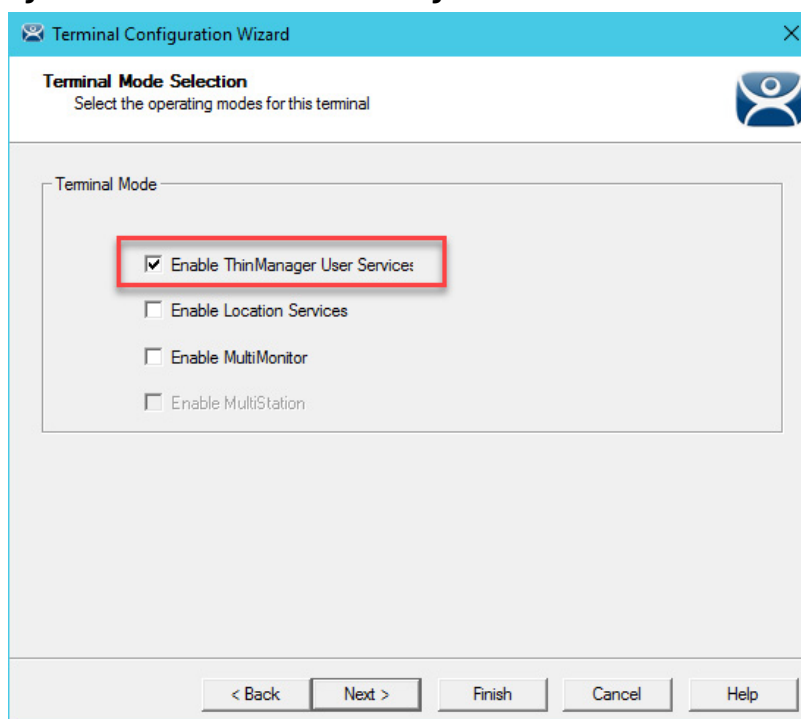 Terminal Configuration Wizard
Terminal Mode Selection
Select the operating modes for this terminal
Terminal Mode
Enable ThinManager User Services
Enable Location Services
Enable MultiMonitor
Enable MultiStation
< Back
Next >
Finish
Cancel
Help